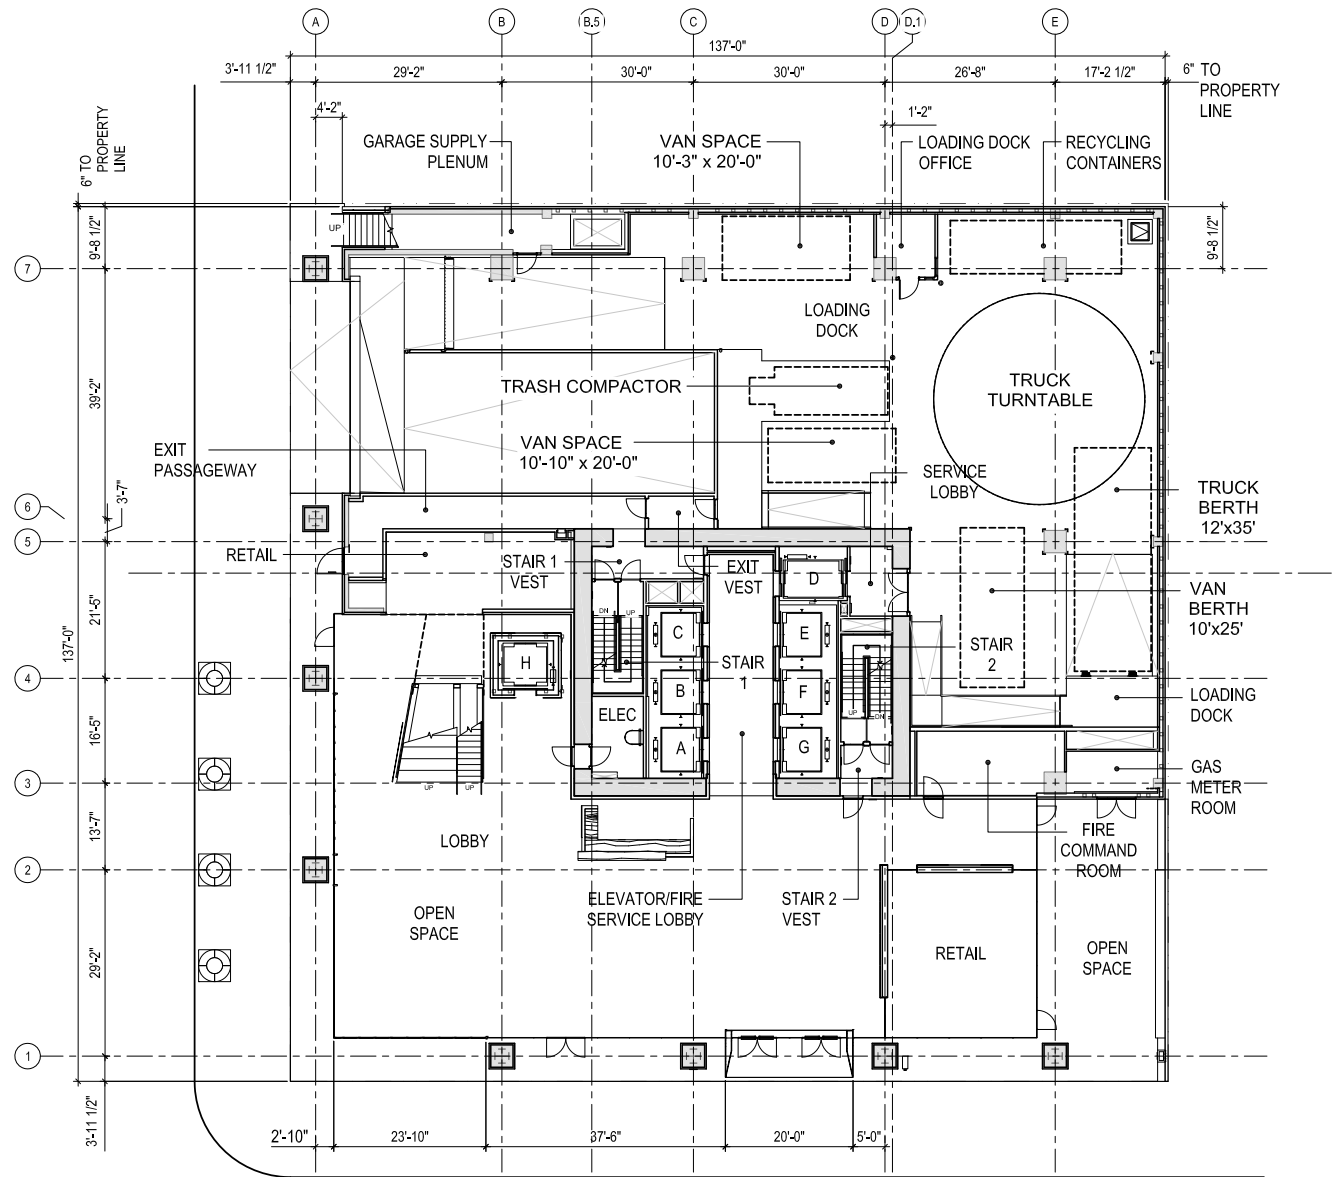 A
B
B.5
C
D
D.1
E
137'-0"
3'-11 1/2"
29'-2"
30'-0"
30'-0"
26'-8"
17'-2 1/2"
6" TO
PROPERTY
LINE
4'-2"
1'-2"
6" TO
PROPERTY
LINE
GARAGE SUPPLY
PLENUM
VAN SPACE
10'-3" x 20'-0"
LOADING DOCK
OFFICE
RECYCLING
CONTAINERS
9'-8 1/2"
UP
9'-8 1/2"
7
LOADING
DOCK
39'-2"
TRASH COMPACTOR
TRUCK
TURNTABLE
EXIT
PASSAGEWAY
VAN SPACE
10'-10" x 20'-0"
SERVICE
LOBBY
3'-7"
TRUCK
BERTH
12'x35'
6
5
RETAIL
STAIR 1
VEST
EXIT
VEST
D
VAN
BERTH
10'x25'
21'-5"
DN
UP
C
E
137'-0"
H
STAIR
1
STAIR
2
4
B
F
LOADING
DOCK
16'-5"
ELEC
UP
DN
A
G
3
UP
UP
GAS
METER
ROOM
13'-7"
LOBBY
FIRE
COMMAND
ROOM
2
ELEVATOR/FIRE
SERVICE LOBBY
STAIR 2
VEST
OPEN
SPACE
29'-2"
RETAIL
OPEN
SPACE
1
3'-11 1/2"
2'-10"
23'-10"
37'-6"
20'-0"
5'-0"